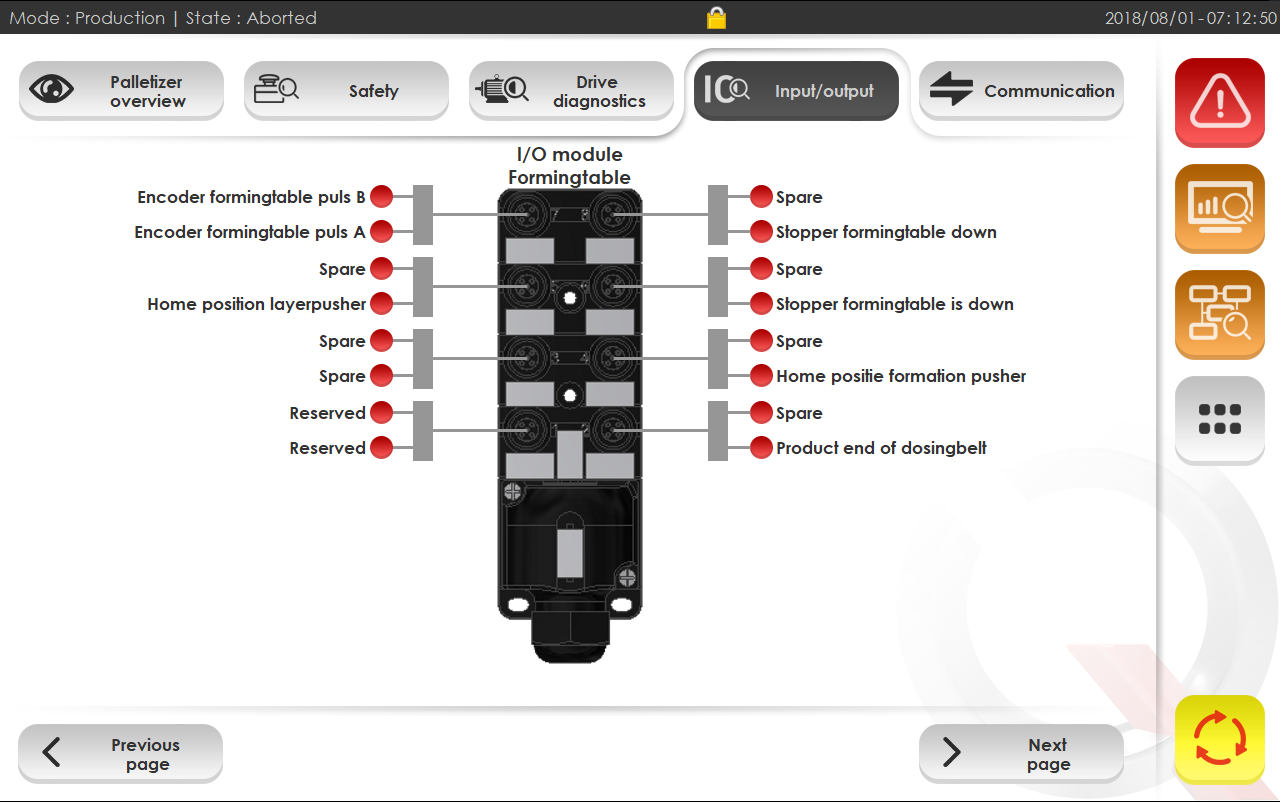 Mode : Production | State : Aborted
2018/08/01-07:12:50
Palletizer
overview
Safety
Drive
diagnostics
Input/output
Communication
I/O module
Formingtable
Encoder formingtable puls B
Encoder formingtable puls A
Spare
Home position layerpusher
Spare
Spare
Reserved
Reserved
Spare
Stopper formingtable down
Spare
Stopper formingtable is down
Spare
Home positie formation pusher
Spare
Product end of dosingbelt
Previous
page
Next
page